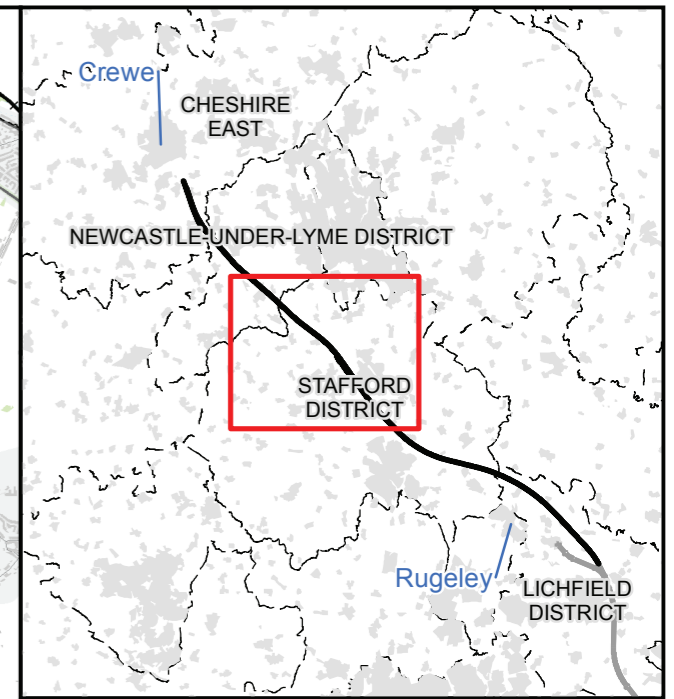 Crewe
CHESHIRE
EAST
NEWCASTLE-UNDER-LYME DISTRICT
STAFFORD
DISTRICT
Rugeley
LICHFIELD
DISTRICT